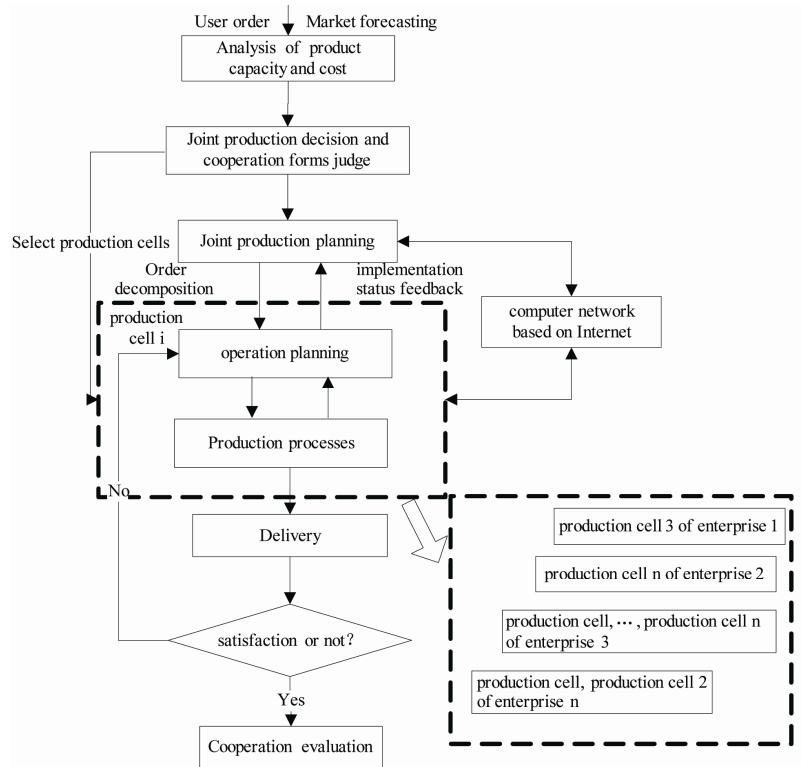 User order
Market forecasting
Analysis of product
capacity and cost
Joint production decision and
cooperation forms judge
Select production cells
Joint production planning
Order
decomposition
implementation
status feedback
computer network
based on Internet
production
cell i
operation planning
Production processes
No
Delivery
production cell 3 of enterprise 1
production cell n of enterprise 2
production cell, ··· , production cell n
of enterprise 3
production cell, production cell 2
of enterprise n
satisfaction or not?
Yes
Cooperation evaluation